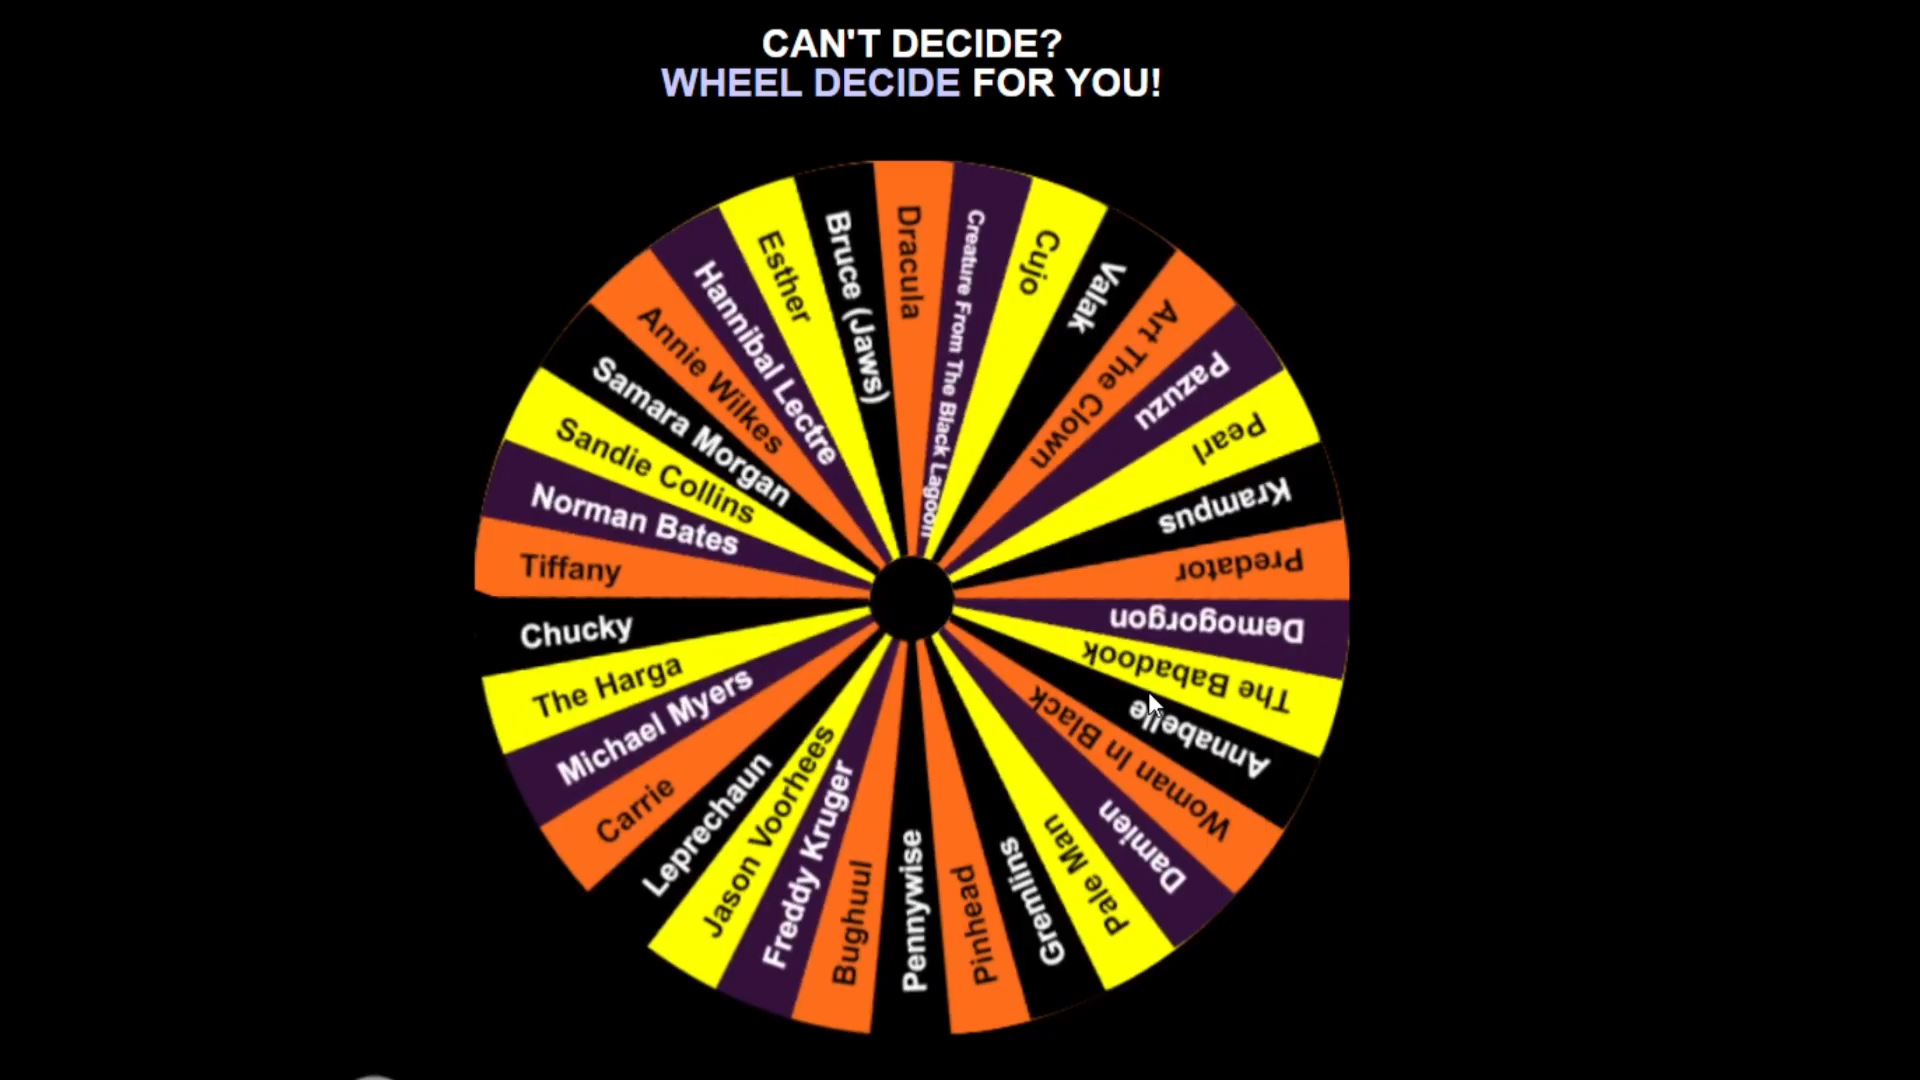 CAN'T DECIDE?
WHEEL DECIDE FOR YOU!
Dracula
Creature From The Black Lagoon
Cujo
Valak
Art The Clown
Pazuzu
Pearl
Krampus
Predator
Demogorgon
The Babadook
Annabelle
Woman In Black
Damien
Pale Man
Gremlins
Pinhead
Pennywise
Bughuul
Freddy Kruger
Jason Voorhees
Leprechaun
Carrie
Michael Myers
The Harga
Chucky
Tiffany
Norman Bates
Sandie Collins
Samara Morgan
Annie Wilkes
Hannibal Lectre
Esther
Bruce (Jaws)